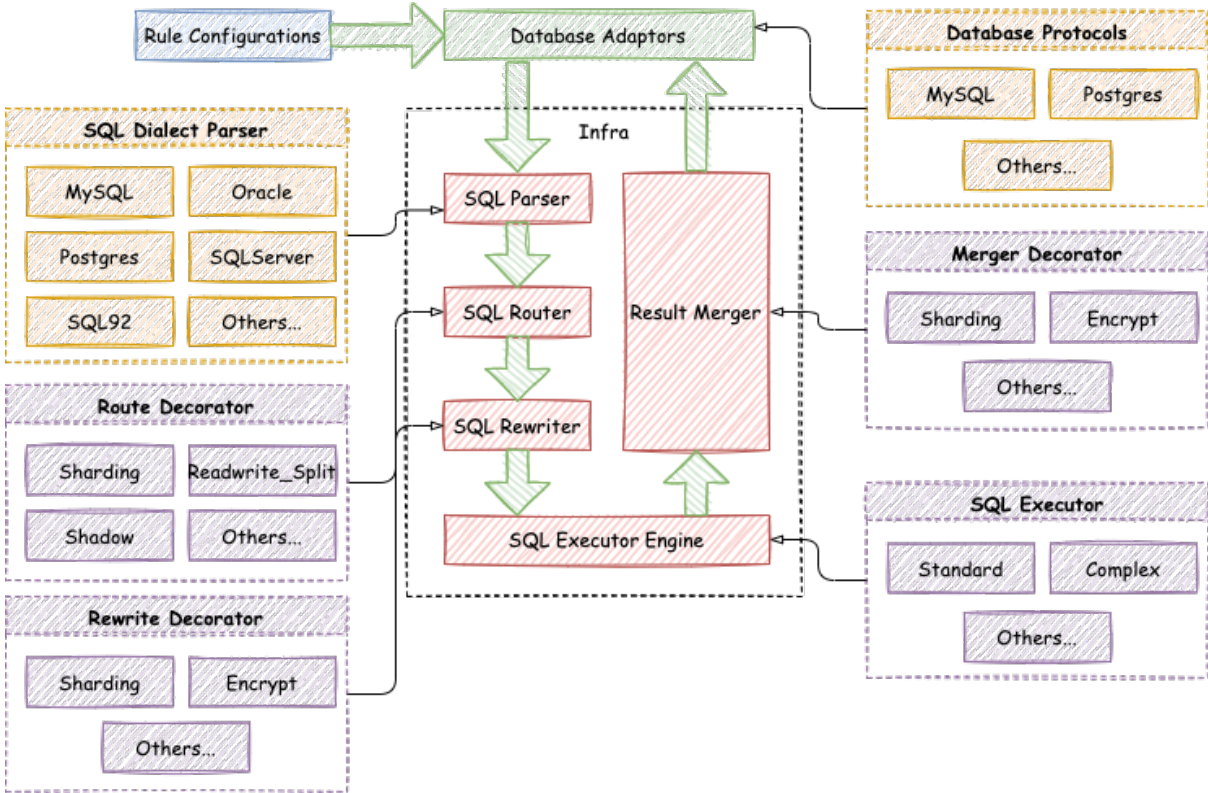 Rule Configurations
Database Adaptors
Database Protocols
MySQL
Postgres
Others...
SQL Dialect Parser
MySQL
Oracle
Postgres
SQLServer
SQL92
Others...
Infra
SQL Parser
SQL Router
SQL Rewriter
Result Merger
SQL Executor Engine
Merger Decorator
Sharding
Encrypt
Others...
Route Decorator
Sharding
Readwrite_Split
Shadow
Others...
SQL Executor
Standard
Complex
Others...
Rewrite Decorator
Sharding
Encrypt
Others...